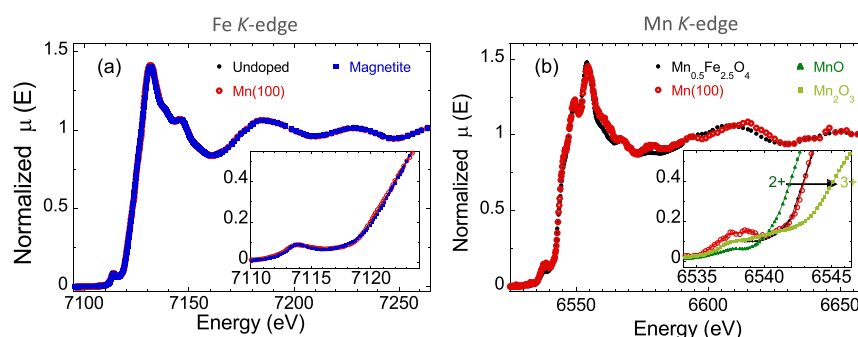 Fe K-edge
(a)
Undoped
Magnetite
Mn(100)
Normalized μ (E)
1.5
1
0.5
0
0.4
0.2
0
7110
7115
7120
7100
7150
7200
7250
Energy (eV)
Mn K-edge
(b)
Mn0.5Fe2.5O4
MnO
Mn(100)
Mn2O3
Normalized μ (E)
1.5
1
0.5
0
0.4
0.2
0
2+
3+
6535
6540
6545
6550
6600
6650
Energy (eV)